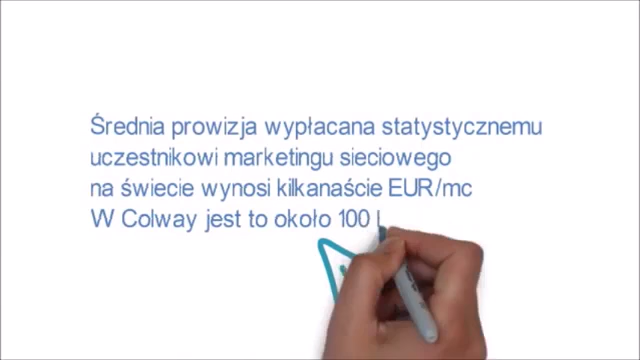 Średnia prowizja wypłacana statystycznemu
uczestnikowi marketingu sieciowego
na świecie wynosi kilkanaście EUR/mc
W Colway jest to około 100